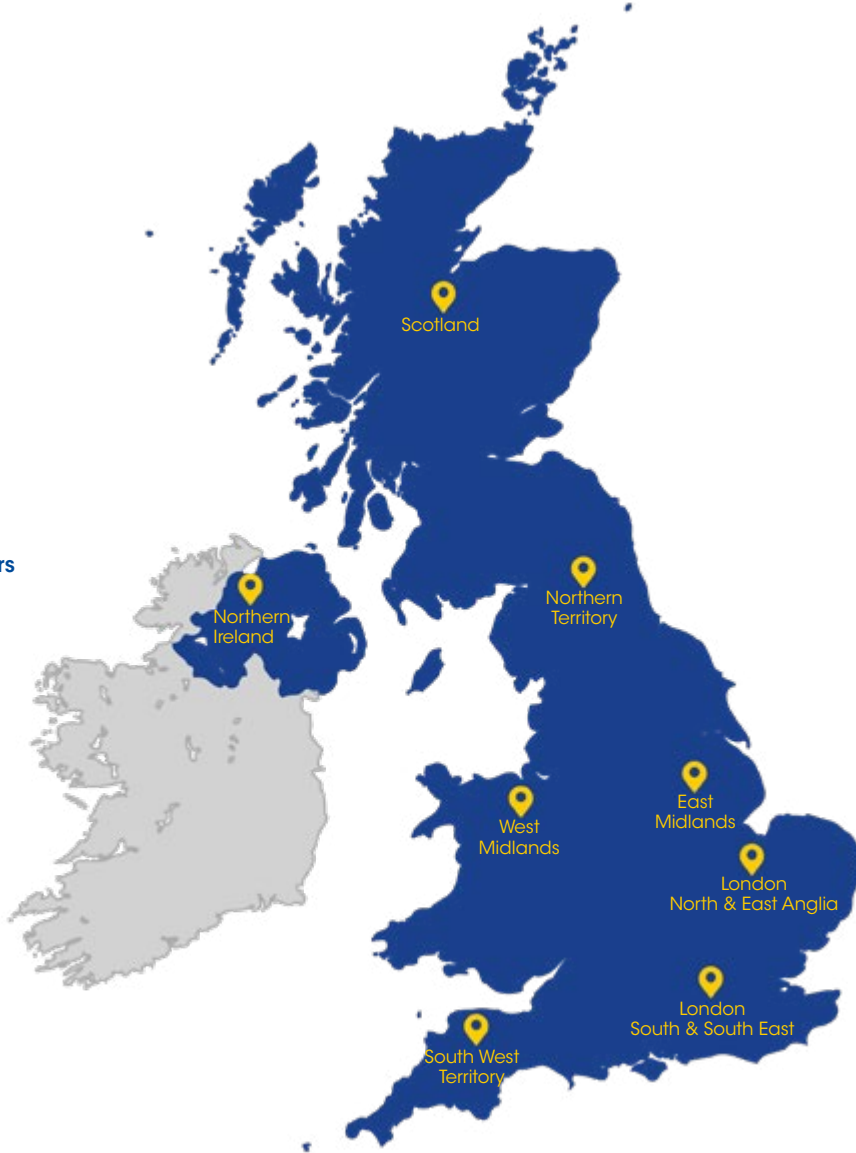 Scotland
rs
Northern
Ireland
Northern
Territory
East
Midlands
West
Midlands
London
North & East Anglia
London
South & South East
South West
Territory